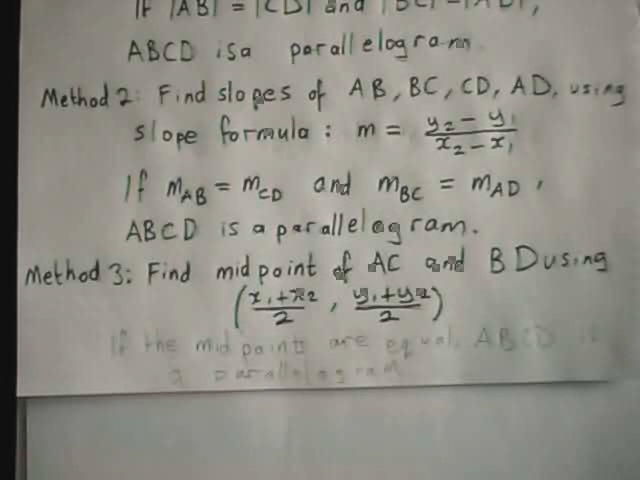 If |AB| = |CD| and |BC| = |AD|,
ABCD is a parallelogram.
Method 2: Find slopes of AB, BC, CD, AD, using
slope formula: m = (y₂ - y₁)/(x₂ - x₁)
If m_AB = m_CD and m_BC = m_AD,
ABCD is a parallelogram.
Method 3: Find midpoint of AC and BD using
((x₁ + x₂)/2, (y₁ + y₂)/2)
If the midpoints are equal, ABCD is
a parallelogram